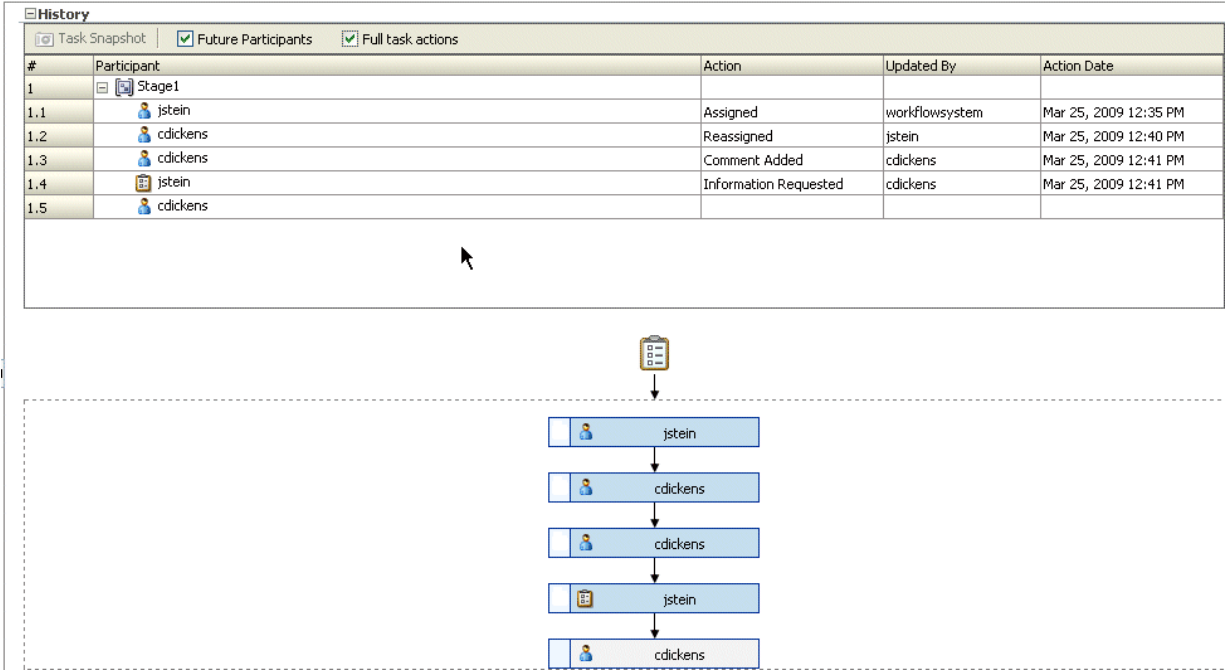 History
Task Snapshot Future Participants Full task actions
# Participant Action Updated By Action Date
1 Stage1
1.1 jstein Assigned workflowsystem Mar 25, 2009 12:35 PM
1.2 cdickens Reassigned jstein Mar 25, 2009 12:40 PM
1.3 cdickens Comment Added cdickens Mar 25, 2009 12:41 PM
1.4 jstein Information Requested cdickens Mar 25, 2009 12:41 PM
1.5 cdickens
jstein
cdickens
cdickens
jstein
cdickens